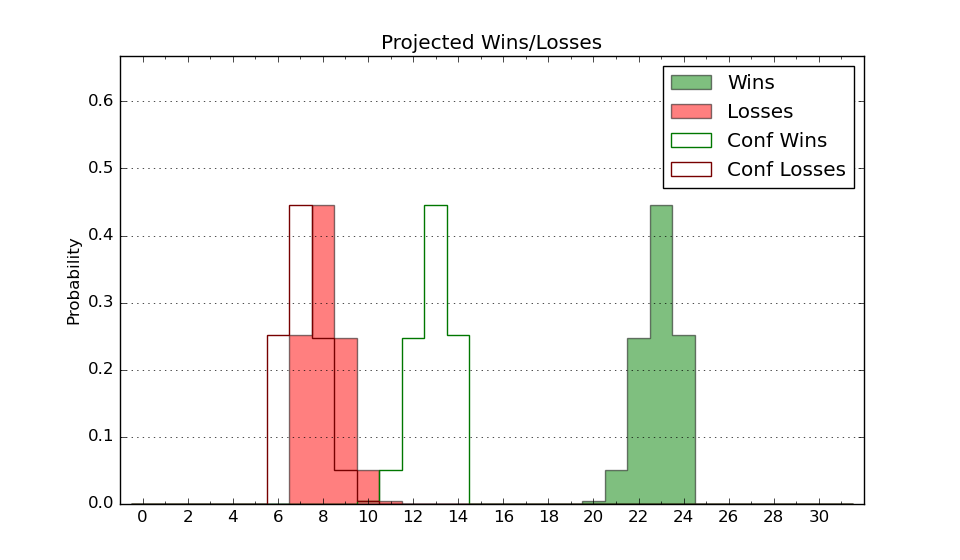 Projected Wins/Losses
Wins
Losses
Conf Wins
Conf Losses
Probability
0.6
0.5
0.4
0.3
0.2
0.1
0.0
0 2 4 6 8 10 12 14 16 18 20 22 24 26 28 30